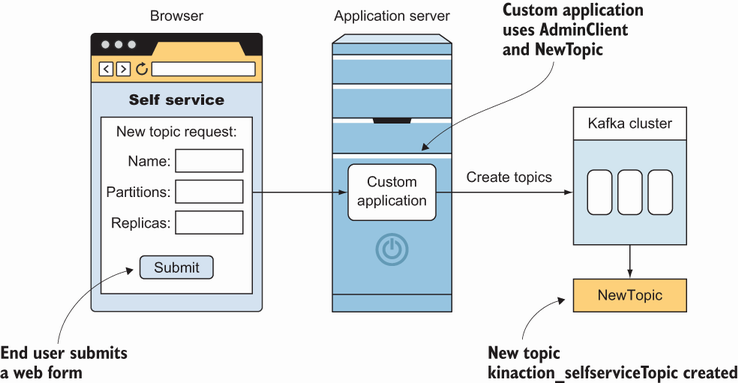 Browser
Application server
Custom application
uses AdminClient
and NewTopic
Self service
New topic request:
Name:
Partitions:
Replicas:
Submit
Custom
application
Create topics
Kafka cluster
NewTopic
End user submits
a web form
New topic
kinaction_selfserviceTopic created